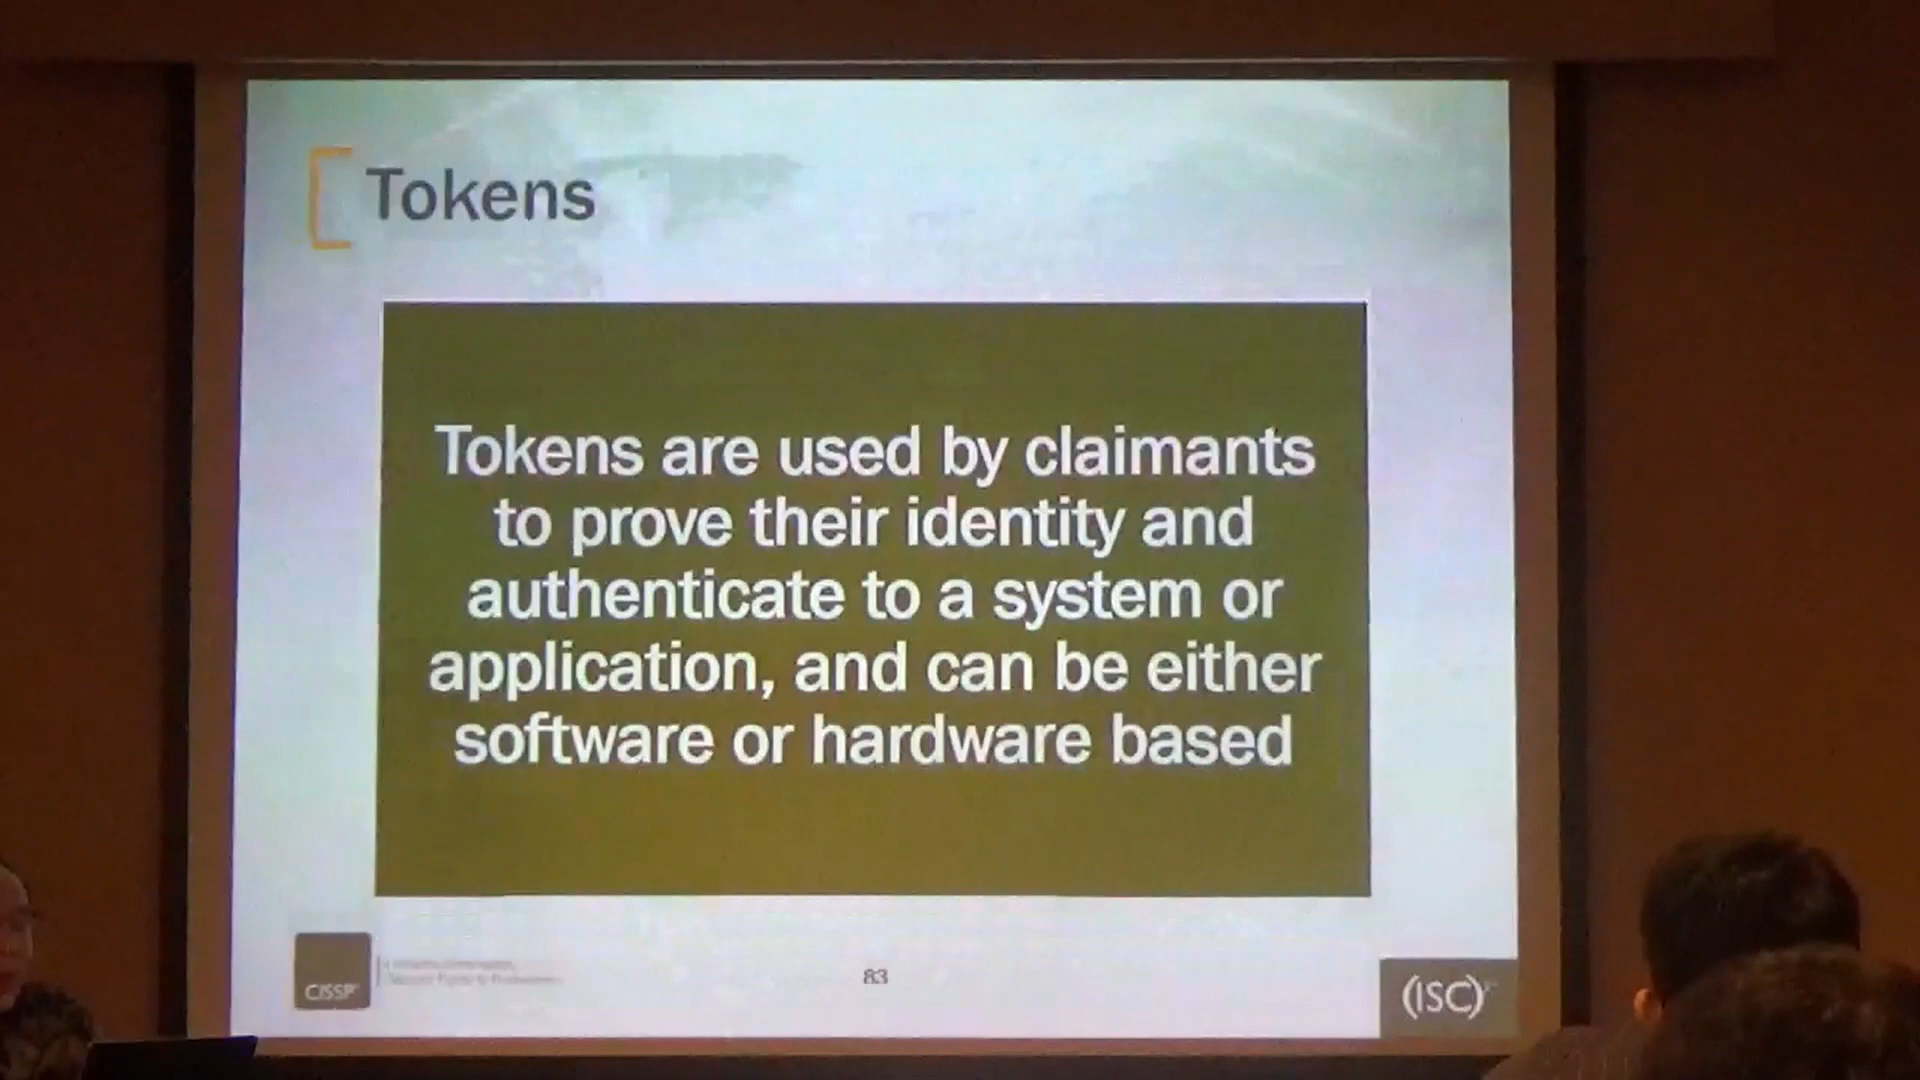 Tokens
Tokens are used by claimants
to prove their identity and
authenticate to a system or
application, and can be either
software or hardware based
CISSP
83
(ISC)²